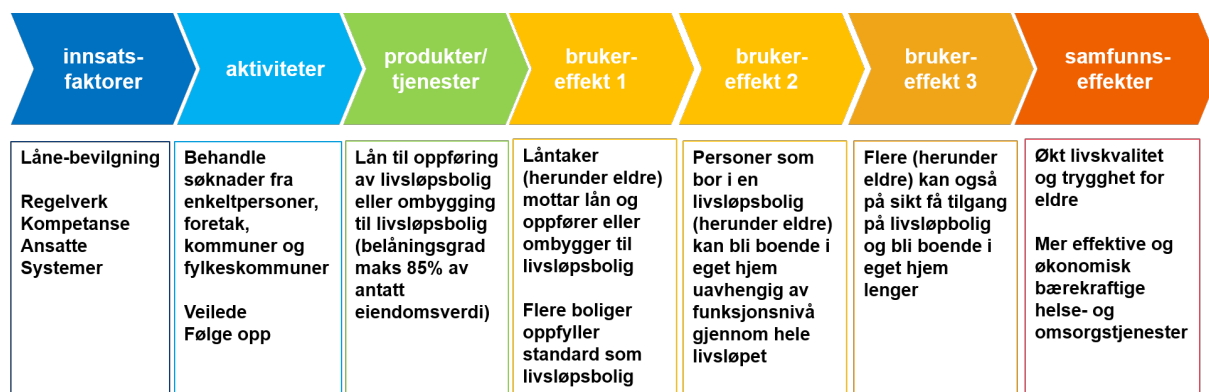 innsats-
faktorer
aktiviteter
produkter/
tjenester
bruker-
effekt 1
bruker-
effekt 2
bruker-
effekt 3
samfunns-
effekter
Låne-bevilgning
Regelverk
Kompetanse
Ansatte
Systemer
Behandle
søknader fra
enkeltpersoner,
foretak,
kommuner og
fylkeskommuner
Veilede
Følge opp
Lån til oppføring
av livsløpsbolig
eller ombygging
til livsløpsbolig
(belåningsgrad
maks 85% av
antatt
eiendomsverdi)
Låntaker
(herunder eldre)
mottar lån og
oppfører eller
ombygger til
livsløpsbolig
Flere boliger
oppfyller
standard som
livsløpsbolig
Personer som
bor i en
livsløpsbolig
(herunder eldre)
kan bli boende i
eget hjem
uavhengig av
funksjonsnivå
gjennom hele
livsløpet
Flere (herunder
eldre) kan også
på sikt få tilgang
på livsløpbolig
og bli boende i
eget hjem
lenger
Økt livskvalitet
og trygghet for
eldre
Mer effektive og
økonomisk
bærekraftige
helse- og
omsorgstjenester